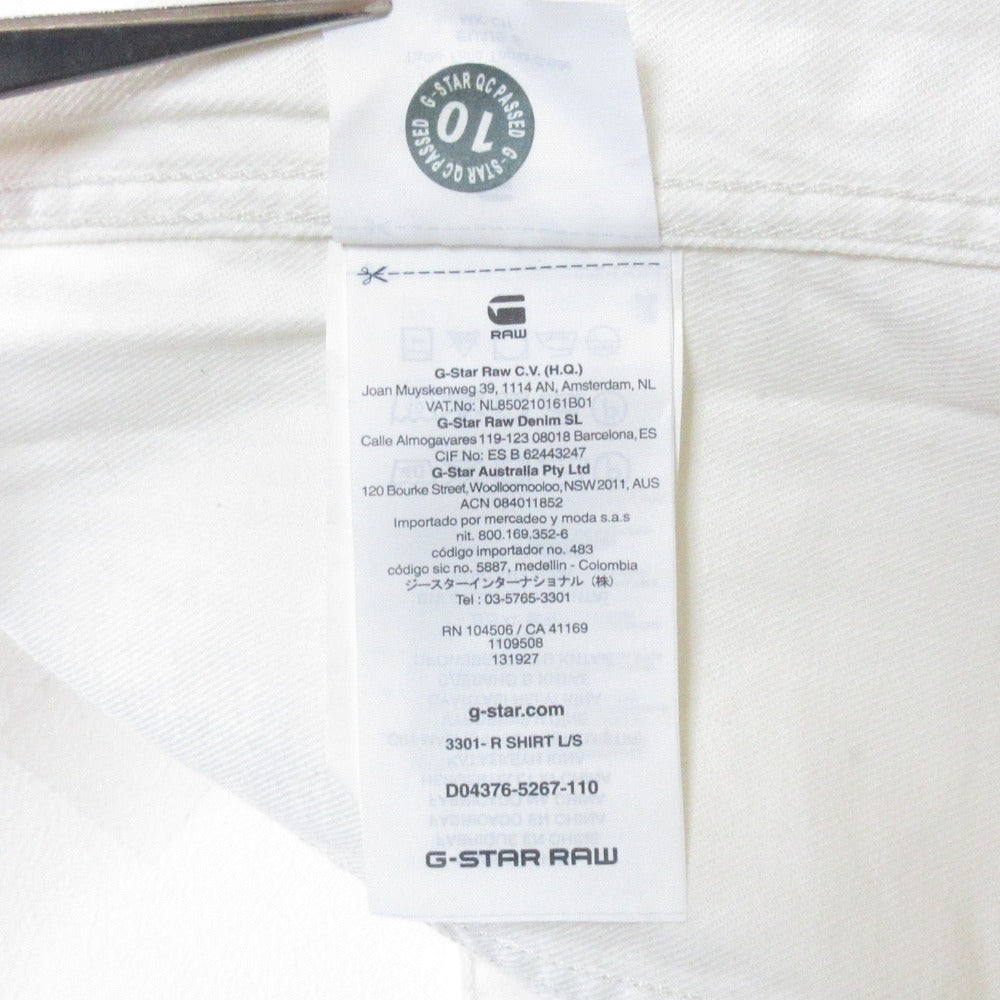 G-STAR QC PASSED
G-STAR QC PASSED
10
RAW
G-Star Raw C.V. (H.Q.)
Joan Muyskenweg 39, 1114 AN, Amsterdam, NL
VAT.No: NL850210161B01
G-Star Raw Denim SL
Calle Almogavares 119-123 08018 Barcelona, ES
CIF No: ES B 62443247
G-Star Australia Pty Ltd
120 Bourke Street, Woolloomooloo, NSW 2011, AUS
ACN 084011852
Importado por mercadeo y moda s.a.s
nit. 800.169.352-6
código importador no. 483
código sic no. 5887, medellin - Colombia
ジースターインターナショナル（株）
Tel : 03-5765-3301
RN 104506 / CA 41169
1109508
131927
g-star.com
3301- R SHIRT L/S
D04376-5267-110
G-STAR RAW